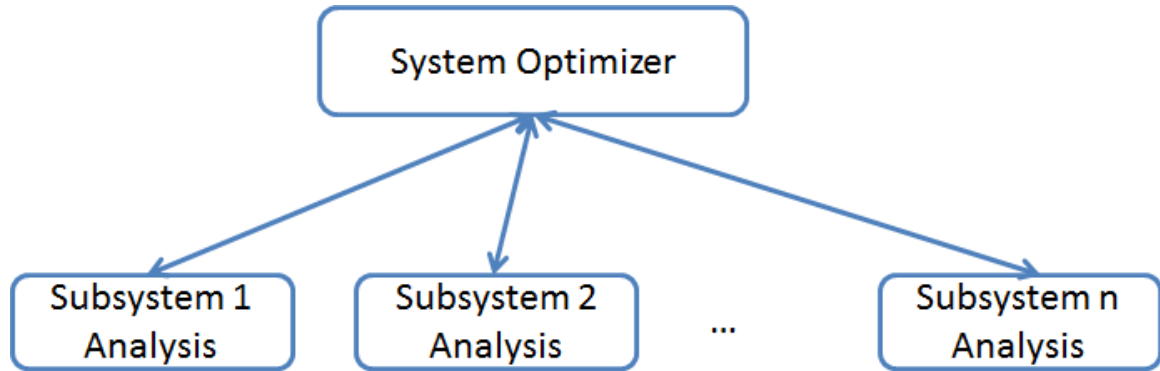 System Optimizer
Subsystem 1
Analysis
Subsystem 2
Analysis
...
Subsystem n
Analysis